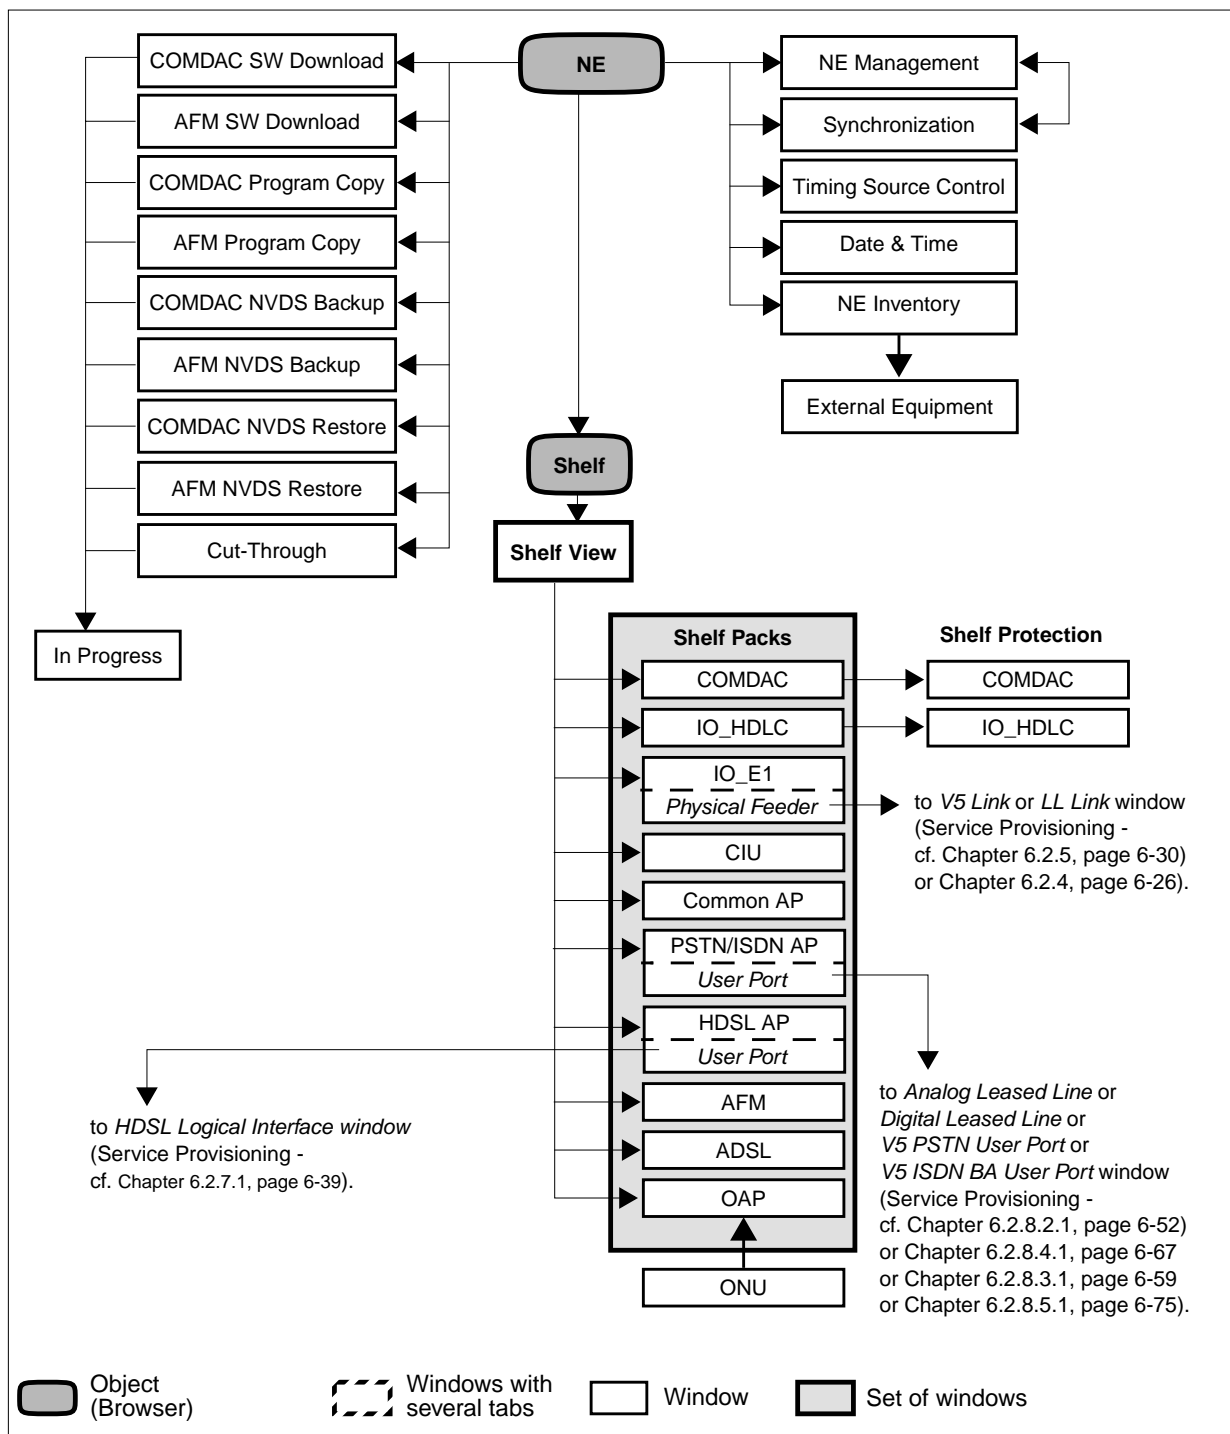 NE
COMDAC SW Download
AFM SW Download
COMDAC Program Copy
AFM Program Copy
COMDAC NVDS Backup
AFM NVDS Backup
COMDAC NVDS Restore
AFM NVDS Restore
Cut-Through
In Progress
NE Management
Synchronization
Timing Source Control
Date & Time
NE Inventory
External Equipment
Shelf
Shelf View
Shelf Packs
COMDAC
IO_HDLC
IO_E1
Physical Feeder
CIU
Common AP
PSTN/ISDN AP
User Port
HDSL AP
User Port
AFM
ADSL
OAP
ONU
Shelf Protection
COMDAC
IO_HDLC
to V5 Link or LL Link window
(Service Provisioning -
cf. Chapter 6.2.5, page 6-30)
or Chapter 6.2.4, page 6-26).
to HDSL Logical Interface window
(Service Provisioning -
cf. Chapter 6.2.7.1, page 6-39).
to Analog Leased Line or
Digital Leased Line or
V5 PSTN User Port or
V5 ISDN BA User Port window
(Service Provisioning -
cf. Chapter 6.2.8.2.1, page 6-52)
or Chapter 6.2.8.4.1, page 6-67
or Chapter 6.2.8.3.1, page 6-59
or Chapter 6.2.8.5.1, page 6-75).
Object
(Browser)
Windows with
several tabs
Window
Set of windows